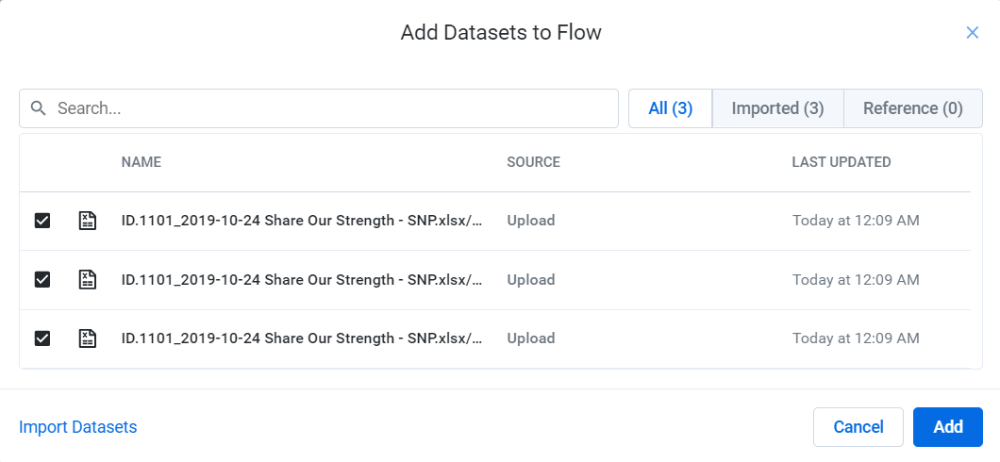 Add Datasets to Flow
Search...
All (3) Imported (3) Reference (0)
NAME SOURCE LAST UPDATED
ID.1101_2019-10-24 Share Our Strength - SNP.xlsx/... Upload Today at 12:09 AM
ID.1101_2019-10-24 Share Our Strength - SNP.xlsx/... Upload Today at 12:09 AM
ID.1101_2019-10-24 Share Our Strength - SNP.xlsx/... Upload Today at 12:09 AM
Import Datasets Cancel Add